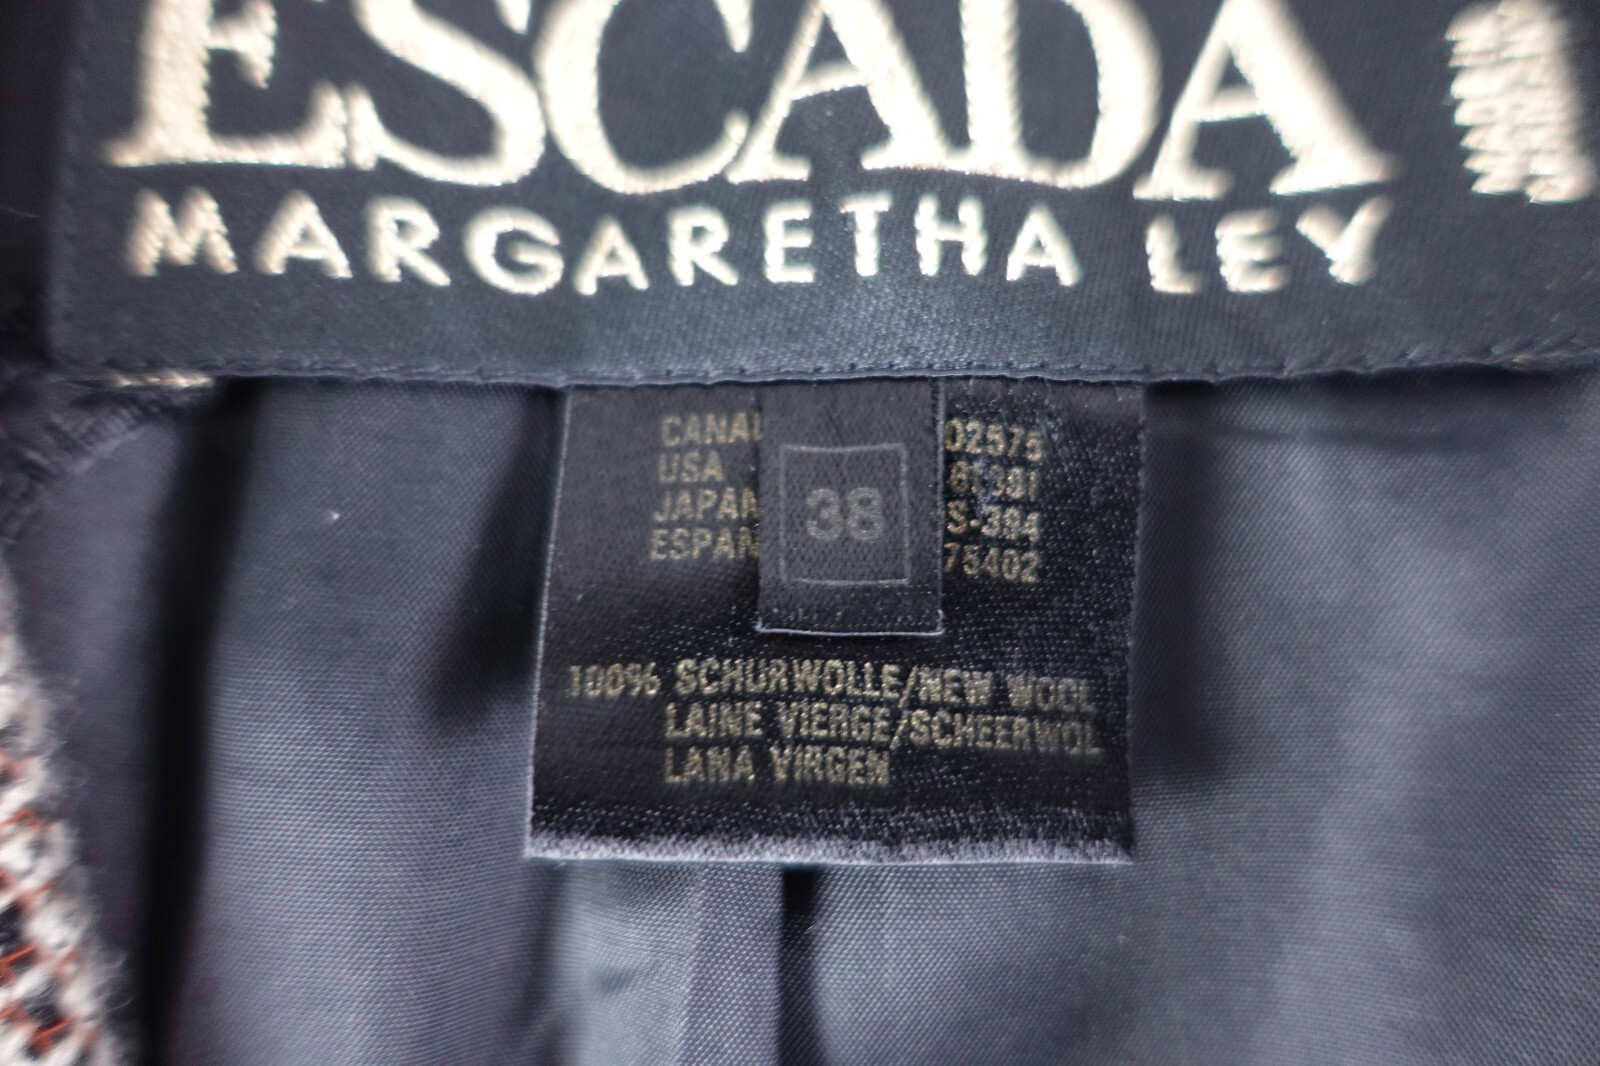 ESCADA
MARGARETHA LEY
CANA 02575
USA
JAPAN S-394
ESPAN 75402
38
100% SCHURWOLLE/NEW WOOL
LAINE VIERGE/SCHEERWOL
LANA VIRGEN